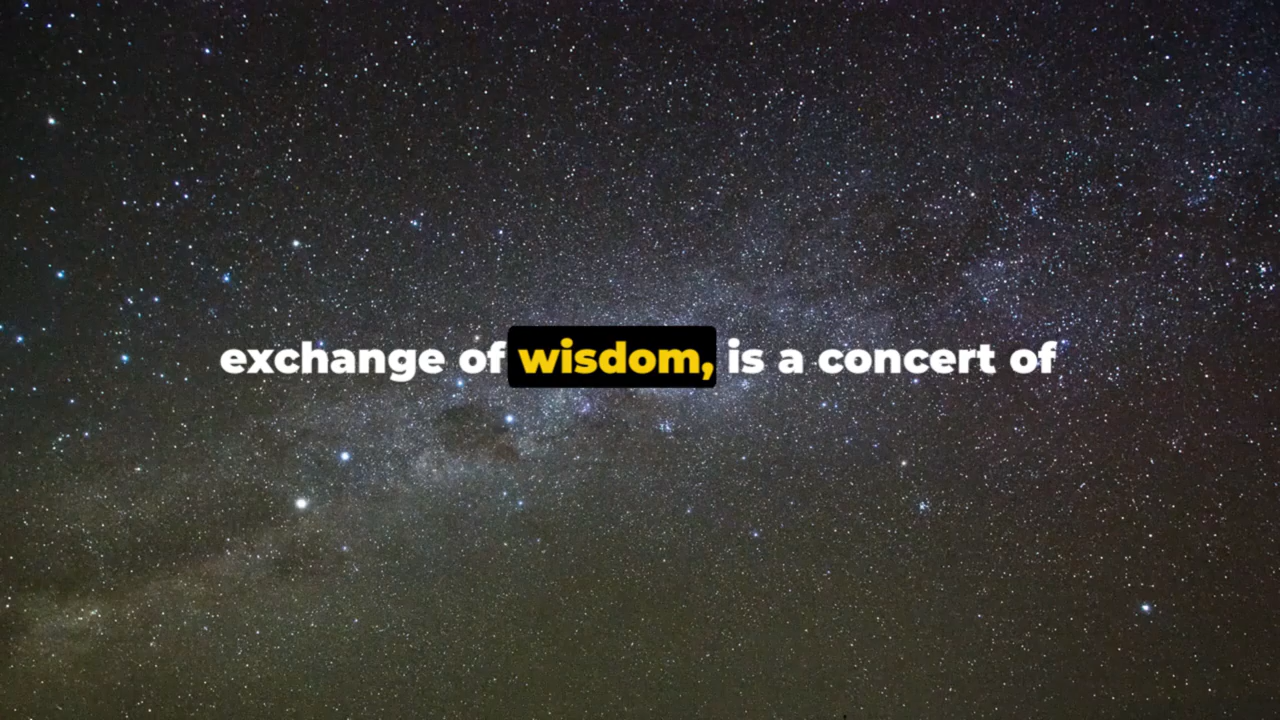 exchange of wisdom, is a concert of